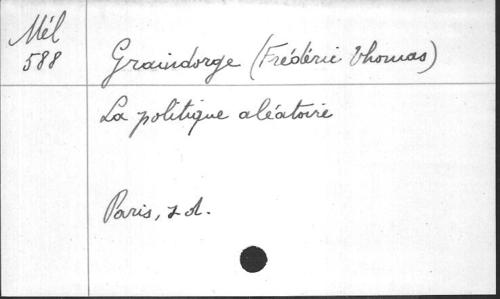 Mél
588
Graindorge (Frédéric Thomas)
La politique aléatoire
Paris, s d.